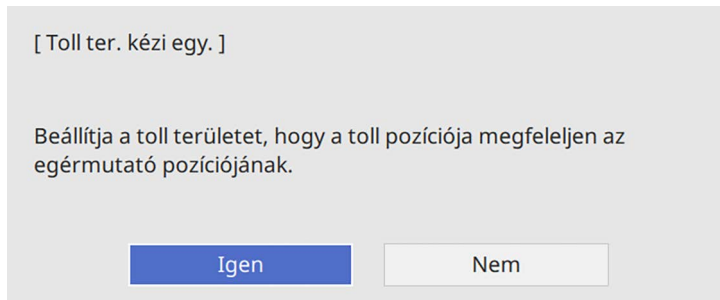 [ Toll ter. kézi egy. ]
Beállítja a toll területet, hogy a toll pozíciója megfeleljen az
egérmutató pozíciójának.
Igen
Nem